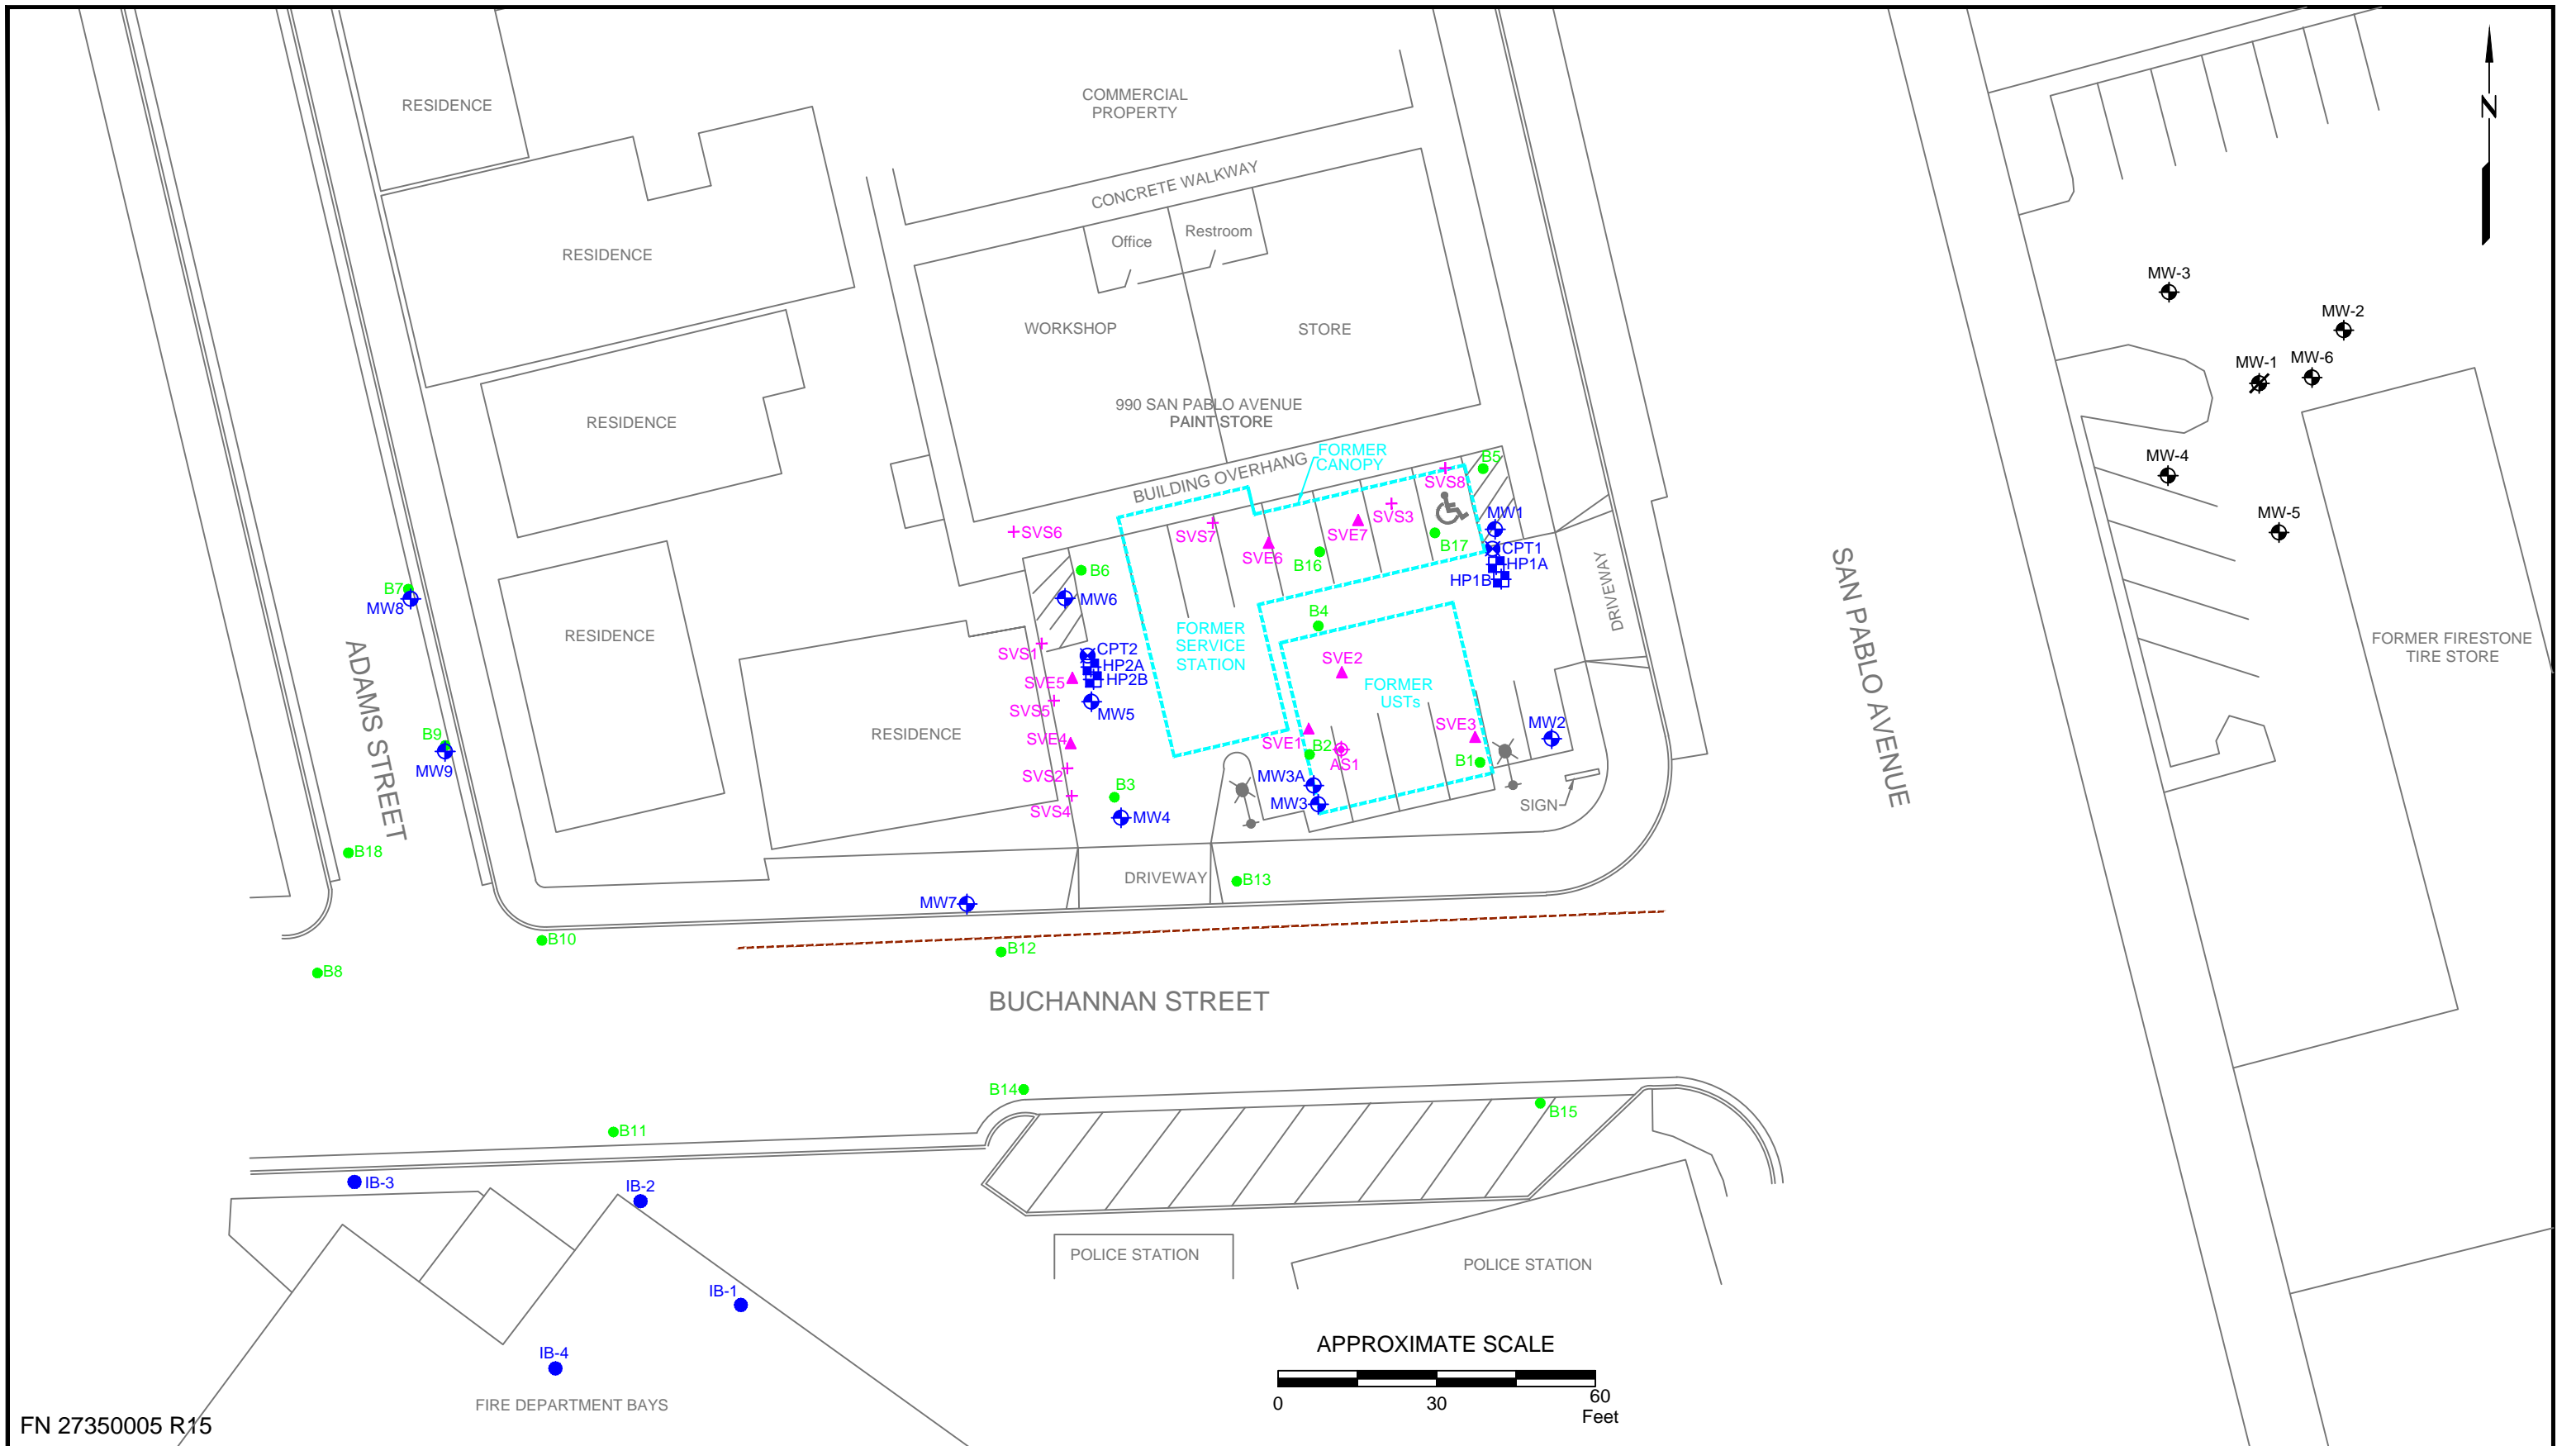 RESIDENCE
COMMERCIAL
PROPERTY
N
CONCRETE WALKWAY
Office
Restroom
RESIDENCE
MW-3
MW-2
WORKSHOP
STORE
MW-1
MW-6
RESIDENCE
990 SAN PABLO AVENUE
PAINT STORE
FORMER
CANOPY
BUILDING OVERHANG
B5
MW-4
SVS8
SVS6
SVS7
SVE6
SVE7
SVS3
MW1
MW-5
B17
CPT1
HP1A
HP1B
B16
B6
B7
MW8
MW6
DRIVEWAY
B4
RESIDENCE
FORMER
SERVICE
STATION
SVS1
CPT2
HP2A
HP2B
SVE5
SVS5
MW5
SVE2
FORMER
USTs
FORMER FIRESTONE
TIRE STORE
ADAMS STREET
SAN PABLO AVENUE
B9
MW9
RESIDENCE
SVE4
SVE1
SVE3
MW2
B2
AS1
B1
SVS2
MW3A
MW3
SIGN
SVS4
B3
MW4
B18
DRIVEWAY
B13
MW7
B10
B12
B8
BUCHANNAN STREET
B14
B15
B11
IB-3
IB-2
POLICE STATION
POLICE STATION
IB-1
IB-4
APPROXIMATE SCALE
0
30
60
Feet
FIRE DEPARTMENT BAYS
FN 27350005 R15